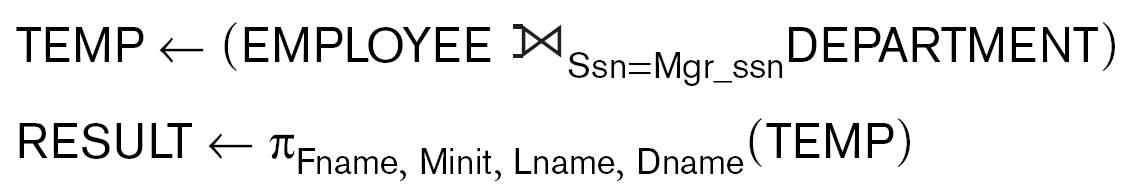 TEMP ← (EMPLOYEE ⟕Ssn=Mgr_ssnDEPARTMENT)
RESULT ← πFname, Minit, Lname, Dname(TEMP)